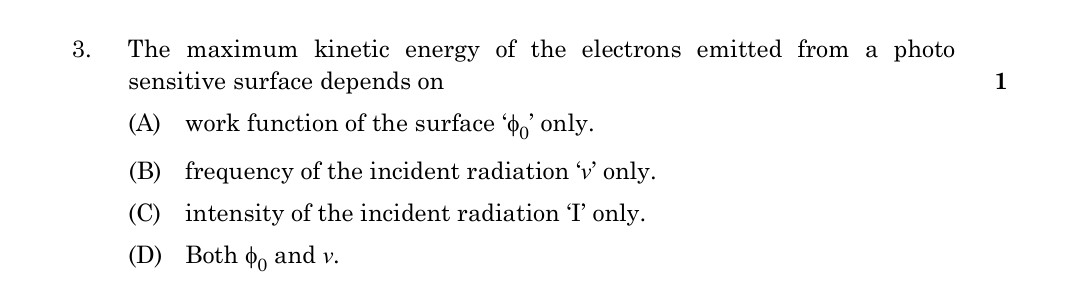 3. The maximum kinetic energy of the electrons emitted from a photo
sensitive surface depends on 1
(A) work function of the surface ‘ϕ₀’ only.
(B) frequency of the incident radiation ‘ν’ only.
(C) intensity of the incident radiation ‘I’ only.
(D) Both ϕ₀ and ν.